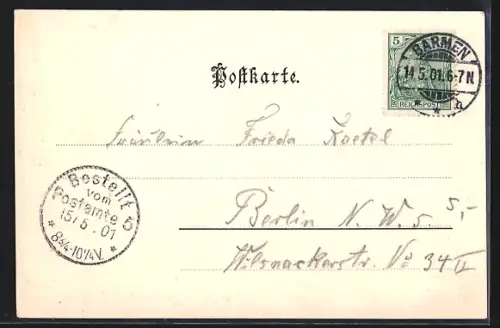 5
REICHSPOST
BARMEN
14.5.01.6-7N
* * h
Postkarte.
Fräulein Frieda Koetel
Bestellt
vom
Postamte 5
15/5.01
* 8¾-10¼V. *
Berlin N. W. 5. 5,-
Wilsnackerstr. No 34 II